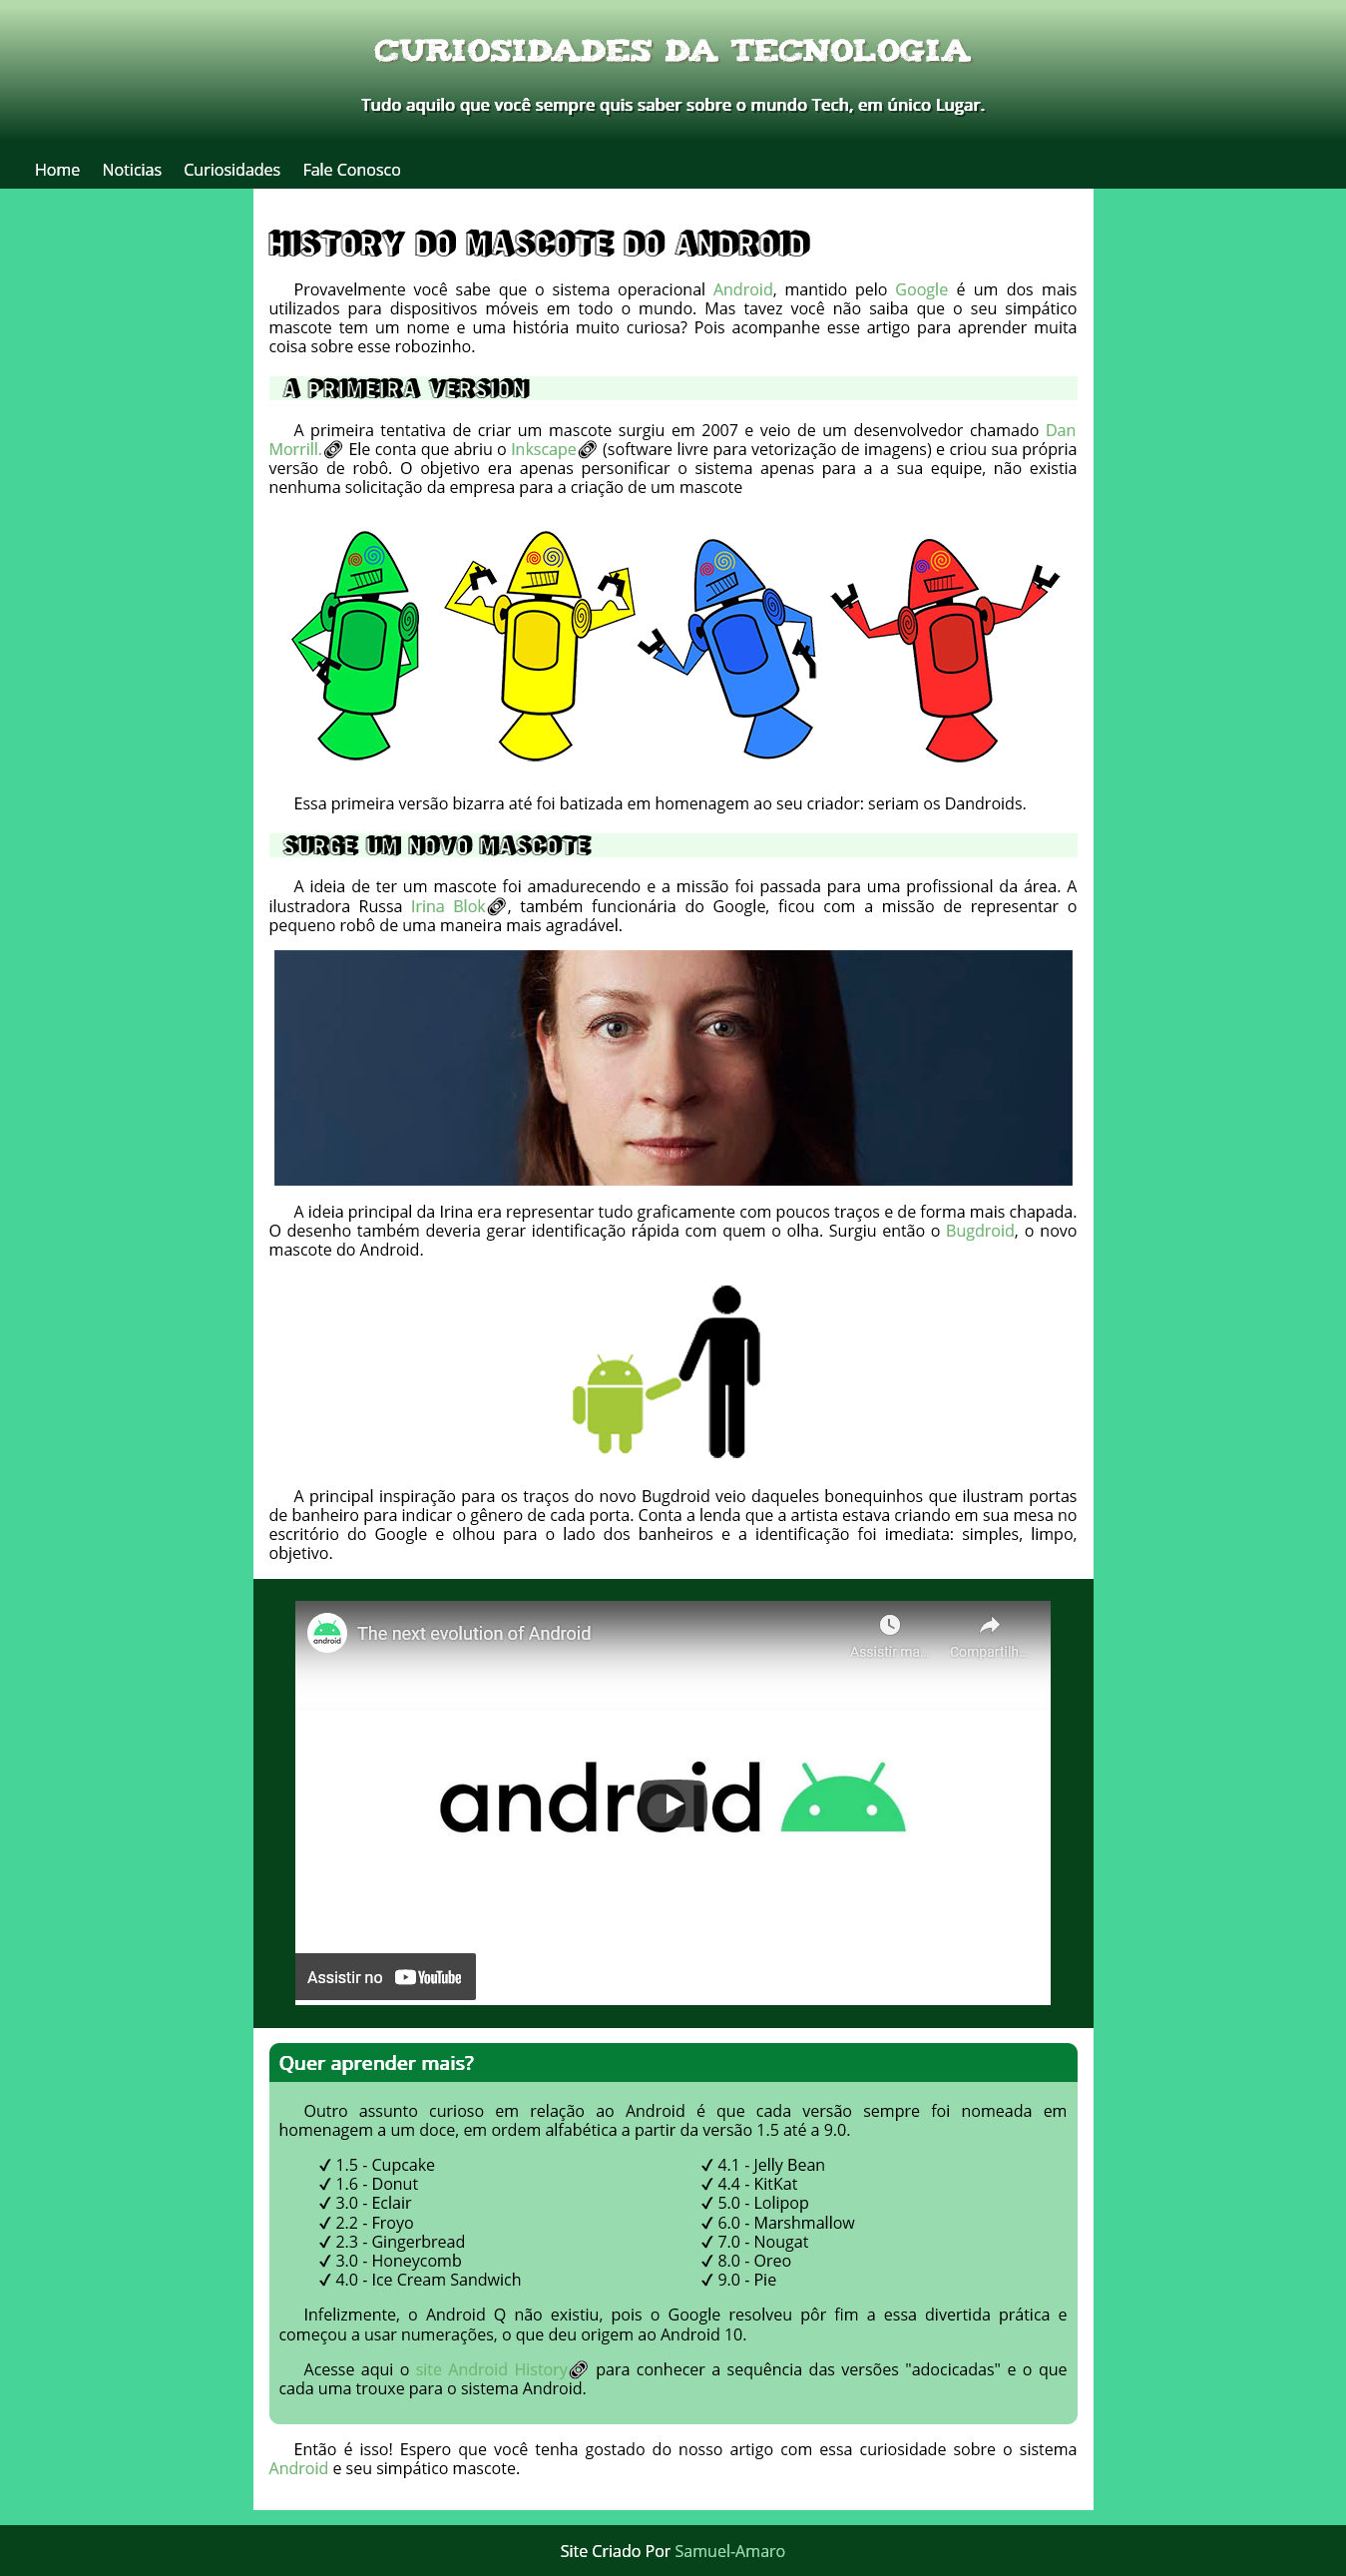 CURIOSIDADES DA TECNOLOGIA
Tudo aquilo que você sempre quis saber sobre o mundo Tech, em único Lugar.
Home Noticias Curiosidades Fale Conosco
HISTORY DO MASCOTE DO ANDROID
Provavelmente você sabe que o sistema operacional Android, mantido pelo Google é um dos mais
utilizados para dispositivos móveis em todo o mundo. Mas tavez você não saiba que o seu simpático
mascote tem um nome e uma história muito curiosa? Pois acompanhe esse artigo para aprender muita
coisa sobre esse robozinho.
A PRIMEIRA VERSION
A primeira tentativa de criar um mascote surgiu em 2007 e veio de um desenvolvedor chamado Dan
Morrill. Ele conta que abriu o Inkscape (software livre para vetorização de imagens) e criou sua própria
versão de robô. O objetivo era apenas personificar o sistema apenas para a a sua equipe, não existia
nenhuma solicitação da empresa para a criação de um mascote
Essa primeira versão bizarra até foi batizada em homenagem ao seu criador: seriam os Dandroids.
SURGE UM NOVO MASCOTE
A ideia de ter um mascote foi amadurecendo e a missão foi passada para uma profissional da área. A
ilustradora Russa Irina Blok, também funcionária do Google, ficou com a missão de representar o
pequeno robô de uma maneira mais agradável.
A ideia principal da Irina era representar tudo graficamente com poucos traços e de forma mais chapada.
O desenho também deveria gerar identificação rápida com quem o olha. Surgiu então o Bugdroid, o novo
mascote do Android.
A principal inspiração para os traços do novo Bugdroid veio daqueles bonequinhos que ilustram portas
de banheiro para indicar o gênero de cada porta. Conta a lenda que a artista estava criando em sua mesa no
escritório do Google e olhou para o lado dos banheiros e a identificação foi imediata: simples, limpo,
objetivo.
android
The next evolution of Android
Assistir ma...
Compartilh...
android
Assistir no YouTube
Quer aprender mais?
Outro assunto curioso em relação ao Android é que cada versão sempre foi nomeada em
homenagem a um doce, em ordem alfabética a partir da versão 1.5 até a 9.0.
✔ 1.5 - Cupcake
✔ 1.6 - Donut
✔ 3.0 - Eclair
✔ 2.2 - Froyo
✔ 2.3 - Gingerbread
✔ 3.0 - Honeycomb
✔ 4.0 - Ice Cream Sandwich
✔ 4.1 - Jelly Bean
✔ 4.4 - KitKat
✔ 5.0 - Lolipop
✔ 6.0 - Marshmallow
✔ 7.0 - Nougat
✔ 8.0 - Oreo
✔ 9.0 - Pie
Infelizmente, o Android Q não existiu, pois o Google resolveu pôr fim a essa divertida prática e
começou a usar numerações, o que deu origem ao Android 10.
Acesse aqui o site Android History para conhecer a sequência das versões "adocicadas" e o que
cada uma trouxe para o sistema Android.
Então é isso! Espero que você tenha gostado do nosso artigo com essa curiosidade sobre o sistema
Android e seu simpático mascote.
Site Criado Por Samuel-Amaro